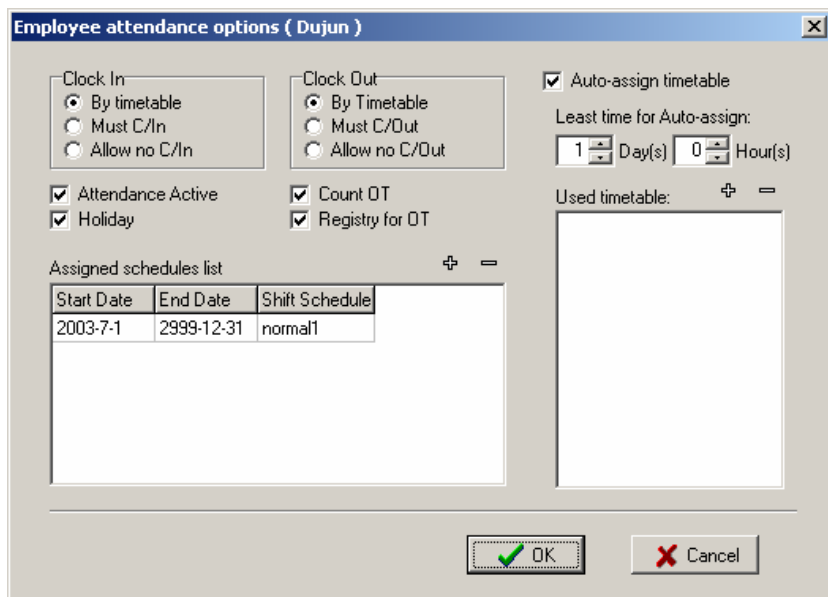 Employee attendance options ( Dujun )
Clock In
By timetable
Must C/In
Allow no C/In
Clock Out
By Timetable
Must C/Out
Allow no C/Out
Auto-assign timetable
Least time for Auto-assign:
1 Day(s) 0 Hour(s)
Attendance Active
Holiday
Count OT
Registry for OT
Used timetable:
Assigned schedules list
Start Date End Date Shift Schedule
2003-7-1 2999-12-31 normal1
OK Cancel